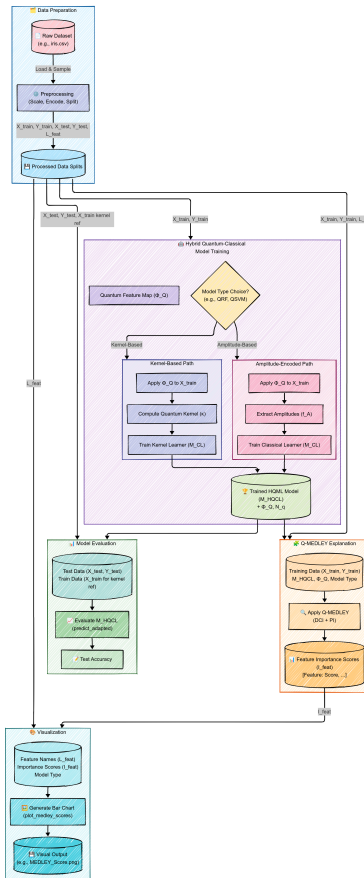 🗂️ Data Preparation
📄 Raw Dataset
(e.g., iris.csv)
Load & Sample
⚙️ Preprocessing
(Scale, Encode, Split)
X_train, Y_train, X_test, Y_test,
L_feat
💾 Processed Data Splits
X_test, Y_test, X_train kernel
ref
X_train, Y_train
X_train, Y_train, L_
🤖 Hybrid Quantum-Classical
Model Training
Quantum Feature Map (Φ_Q)
Model Type Choice?
(e.g., QRF, QSVM)
Kernel-Based
Amplitude-Based
Kernel-Based Path
Apply Φ_Q to X_train
Compute Quantum Kernel (κ)
Train Kernel Learner (M_CL)
Amplitude-Encoded Path
Apply Φ_Q to X_train
Extract Amplitudes (f_A)
Train Classical Learner (M_CL)
L_feat
🏆 Trained HQML Model
(M_HQCL)
+ Φ_Q, N_q
📊 Model Evaluation
Test Data (X_test, Y_test)
Train Data (X_train for kernel
ref)
📈 Evaluate M_HQCL
(predict_adapted)
📝 Test Accuracy
🧩 Q-MEDLEY Explanation
Training Data (X_train, Y_train)
M_HQCL, Φ_Q, Model Type
🔍 Apply Q-MEDLEY
(DCI + PI)
📊 Feature Importance Scores
(I_feat)
[Feature: Score, ...]
I_feat
🎨 Visualization
Feature Names (L_feat)
Importance Scores (I_feat)
Model Type
🖼️ Generate Bar Chart
(plot_medley_scores)
💾 Visual Output
(e.g., MEDLEY_Score.png)